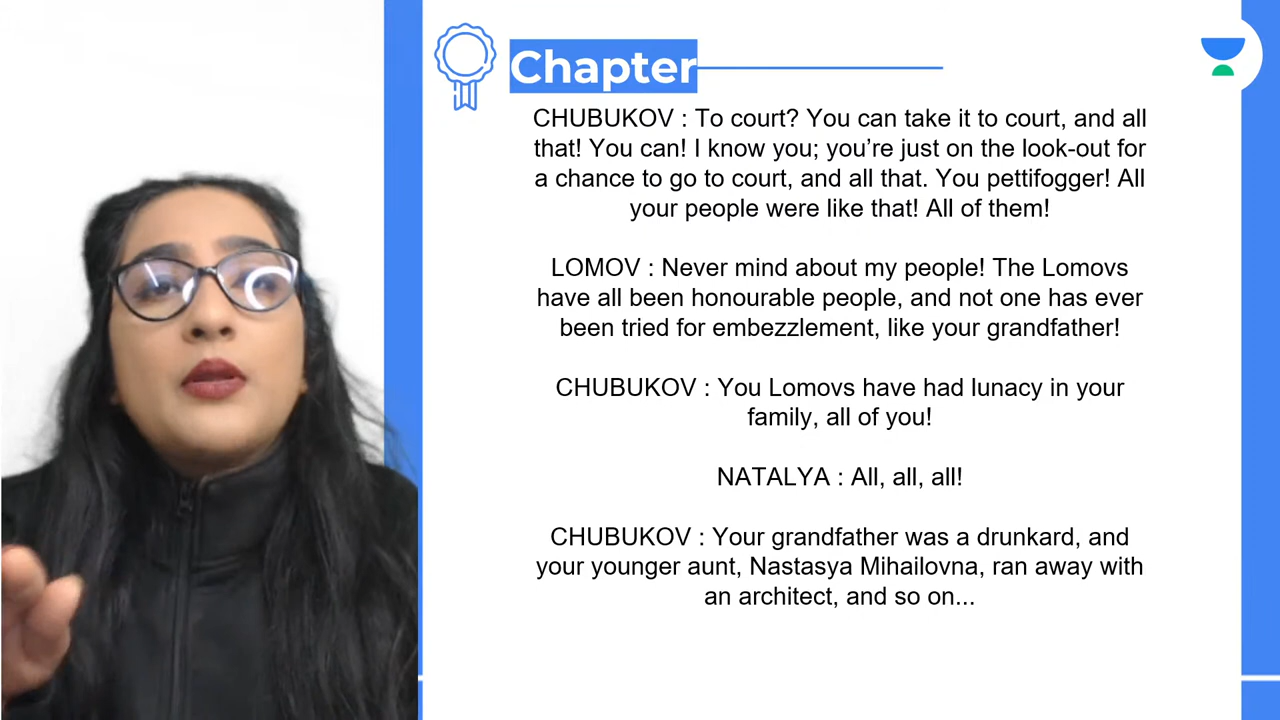 Chapter
CHUBUKOV : To court? You can take it to court, and all
that! You can! I know you; you’re just on the look-out for
a chance to go to court, and all that. You pettifogger! All
your people were like that! All of them!
LOMOV : Never mind about my people! The Lomovs
have all been honourable people, and not one has ever
been tried for embezzlement, like your grandfather!
CHUBUKOV : You Lomovs have had lunacy in your
family, all of you!
NATALYA : All, all, all!
CHUBUKOV : Your grandfather was a drunkard, and
your younger aunt, Nastasya Mihailovna, ran away with
an architect, and so on...